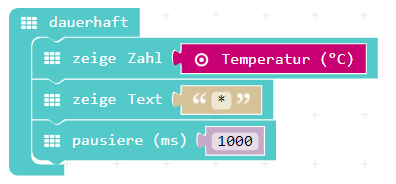 dauerhaft
zeige Zahl Temperatur (°C)
zeige Text “ * ”
pausiere (ms) 1000